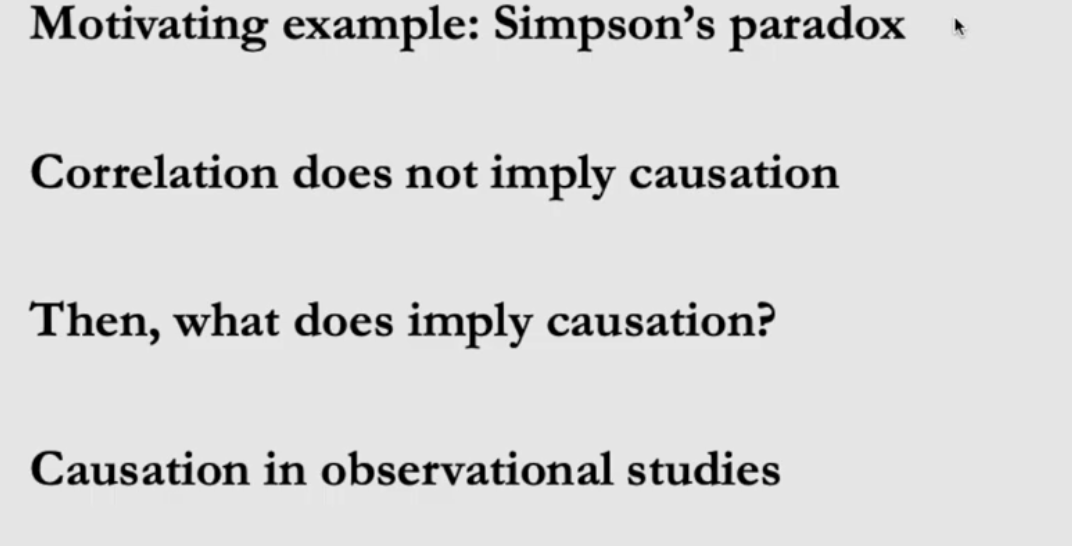 Motivating example: Simpson’s paradox
Correlation does not imply causation
Then, what does imply causation?
Causation in observational studies